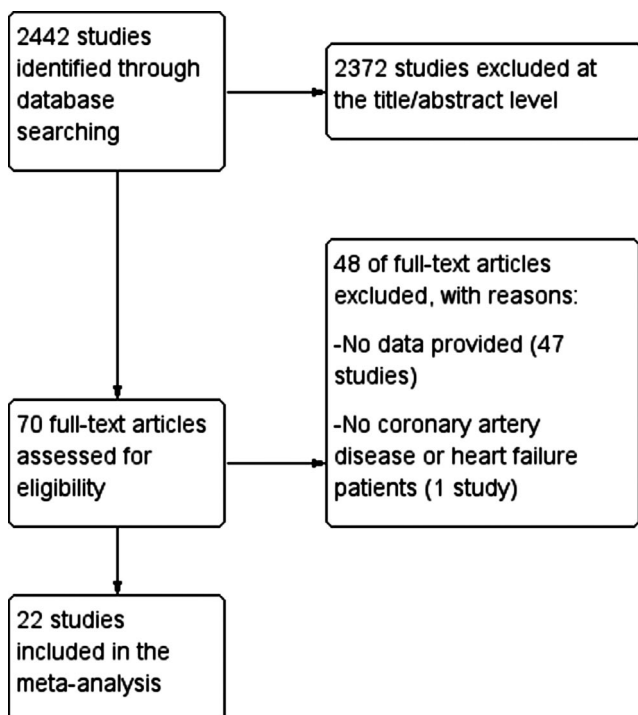 2442 studies
identified through
database
searching
2372 studies excluded at
the title/abstract level
48 of full-text articles
excluded, with reasons:
-No data provided (47
studies)
-No coronary artery
disease or heart failure
patients (1 study)
70 full-text articles
assessed for
eligibility
22 studies
included in the
meta-analysis